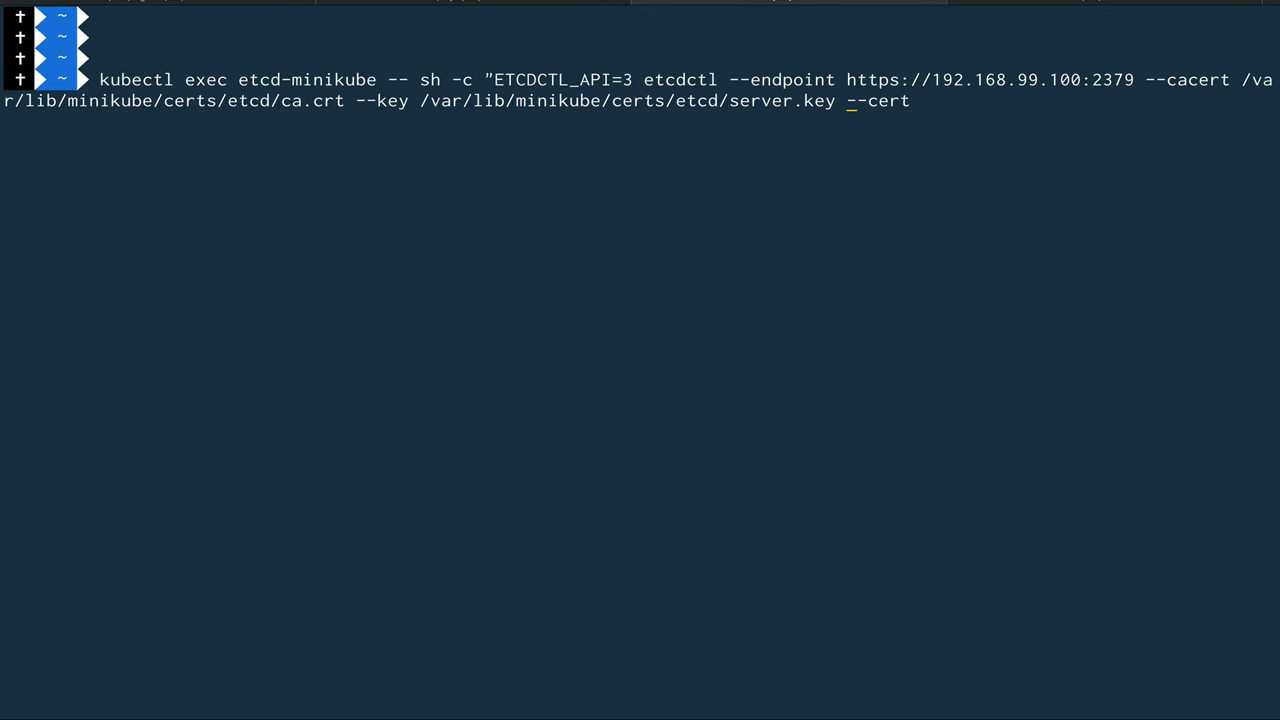 † ~
† ~
† ~
† ~ kubectl exec etcd-minikube -- sh -c "ETCDCTL_API=3 etcdctl --endpoint https://192.168.99.100:2379 --cacert /va
r/lib/minikube/certs/etcd/ca.crt --key /var/lib/minikube/certs/etcd/server.key --cert